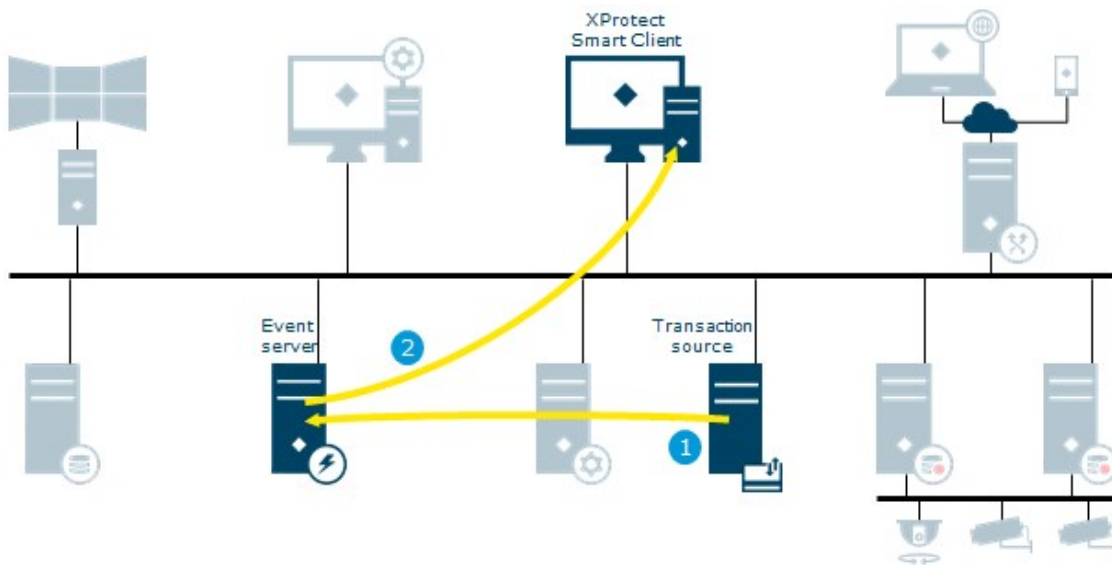 XProtect
Smart Client
Event
server
2
Transaction
source
1